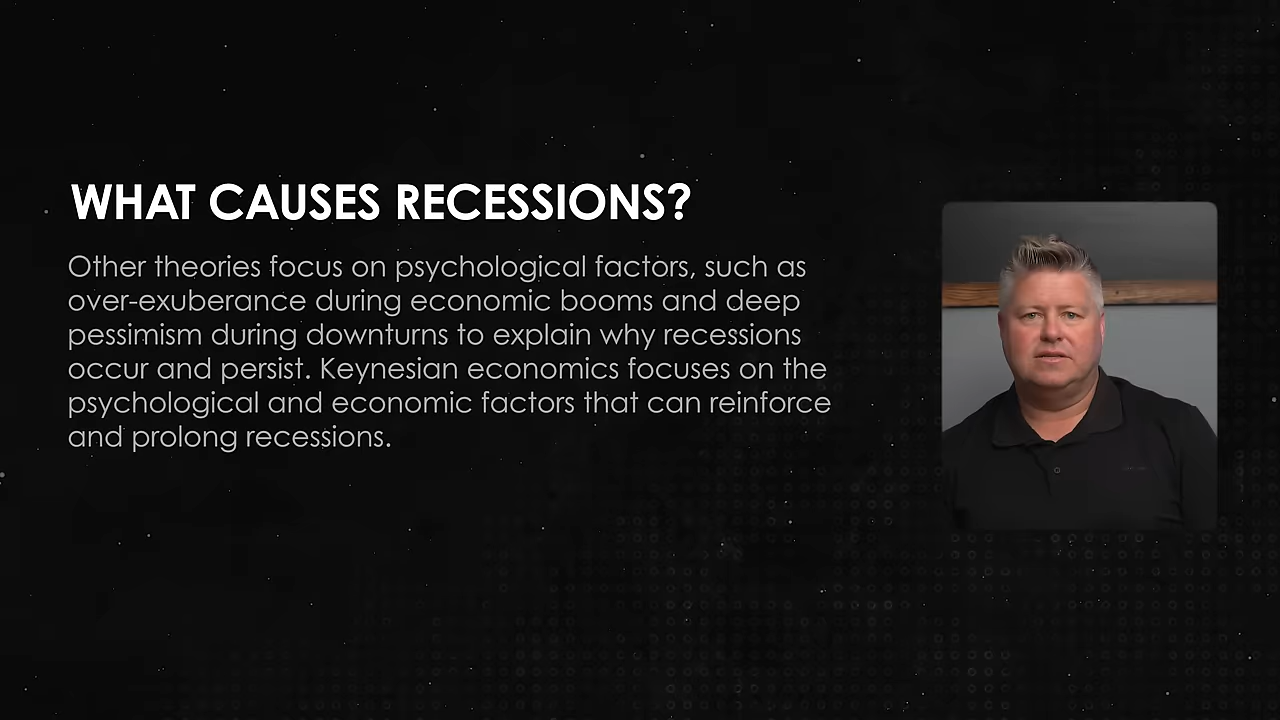 WHAT CAUSES RECESSIONS?
Other theories focus on psychological factors, such as
over-exuberance during economic booms and deep
pessimism during downturns to explain why recessions
occur and persist. Keynesian economics focuses on the
psychological and economic factors that can reinforce
and prolong recessions.